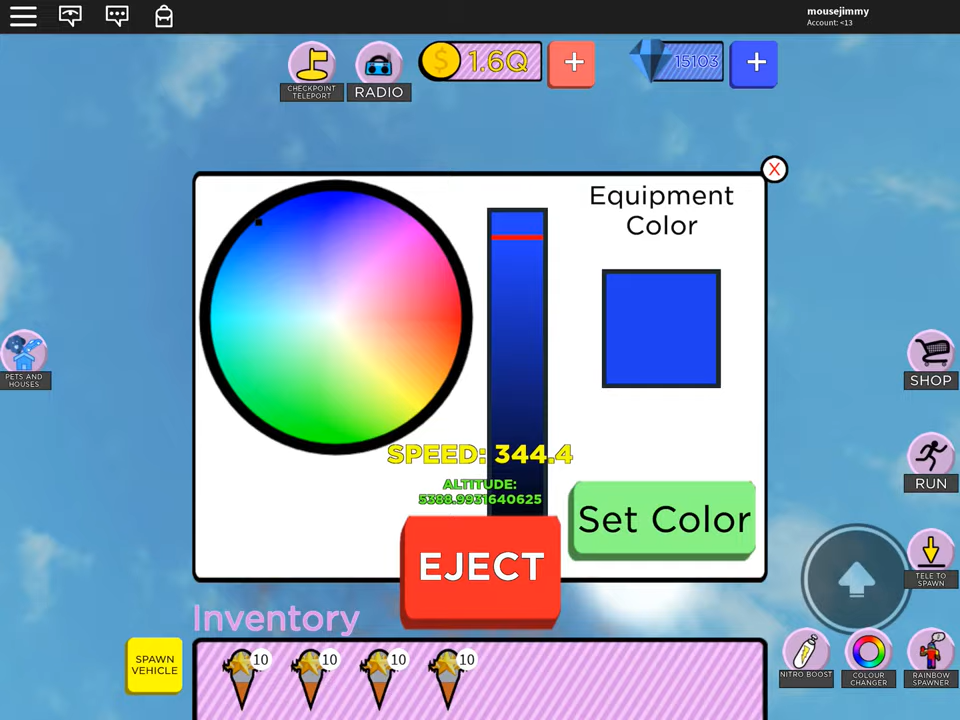 mousejimmy
Account: <13
CHECKPOINT
TELEPORT
RADIO
$
1.6Q
+
15103
+
X
Equipment
Color
PETS AND
HOUSES
SHOP
SPEED: 344.4
ALTITUDE:
5388.9931640625
RUN
Set Color
EJECT
TELE TO
SPAWN
Inventory
SPAWN
VEHICLE
10
10
10
10
NITRO BOOST
COLOUR
CHANGER
RAINBOW
SPAWNER